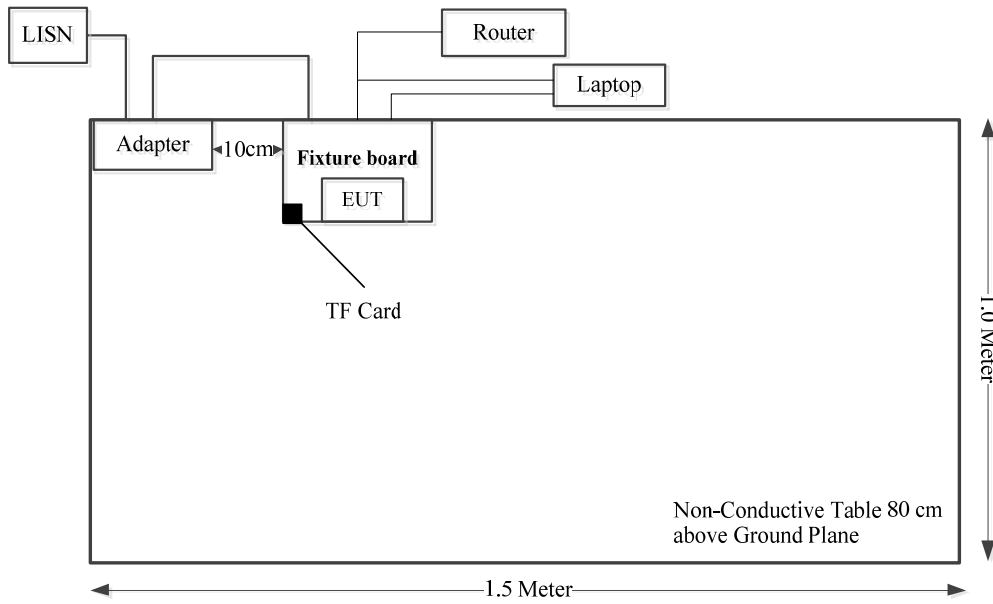 LISN
Router
Laptop
Adapter
10cm
Fixture board
EUT
TF Card
1.0 Meter
Non-Conductive Table 80 cm
above Ground Plane
1.5 Meter